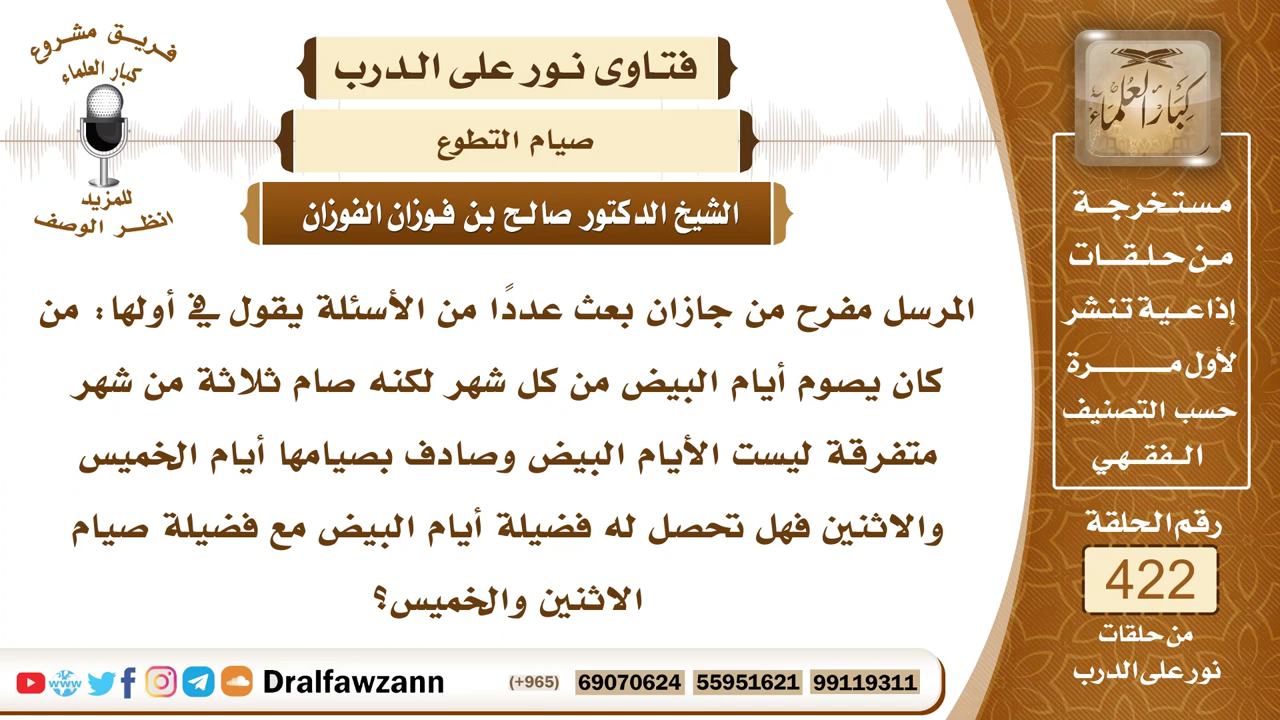 فريق مشروع
كبار العلماء
للمزيد
انظر الوصف
فتاوى نور على الدرب
صيام التطوع
الشيخ الدكتور صالح بن فوزان الفوزان
المرسل مفرح من جازان بعث عددًا من الأسئلة يقول في أولها: من
كان يصوم أيام البيض من كل شهر لكنه صام ثلاثة من شهر
متفرقة ليست الأيام البيض وصادف بصيامها أيام الخميس
والاثنين فهل تحصل له فضيلة أيام البيض مع فضيلة صيام
الاثنين والخميس؟
كبار العلماء
مستخرجة
من حلقات
إذاعية تنشر
لأول مرة
حسب التصنيف
الفقهي
رقم الحلقة
422
من حلقات
نور على الدرب
www Dralfawzann (+965) 69070624 55951621 99119311